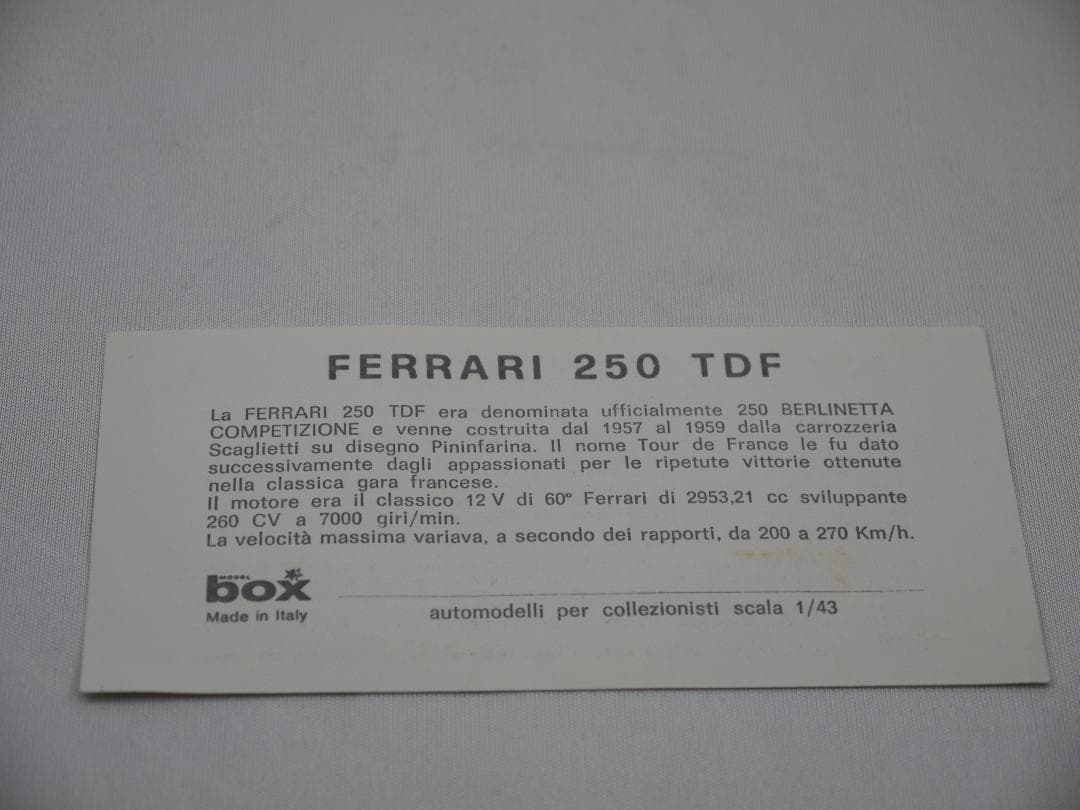 FERRARI 250 TDF
La FERRARI 250 TDF era denominata ufficialmente 250 BERLINETTA
COMPETIZIONE e venne costruita dal 1957 al 1959 dalla carrozzeria
Scaglietti su disegno Pininfarina. Il nome Tour de France le fu dato
successivamente dagli appassionati per le ripetute vittorie ottenute
nella classica gara francese.
Il motore era il classico 12 V di 60° Ferrari di 2953,21 cc sviluppante
260 CV a 7000 giri/min.
La velocità massima variava, a secondo dei rapporti, da 200 a 270 Km/h.
MODEL
box
Made in Italy
automodelli per collezionisti scala 1/43